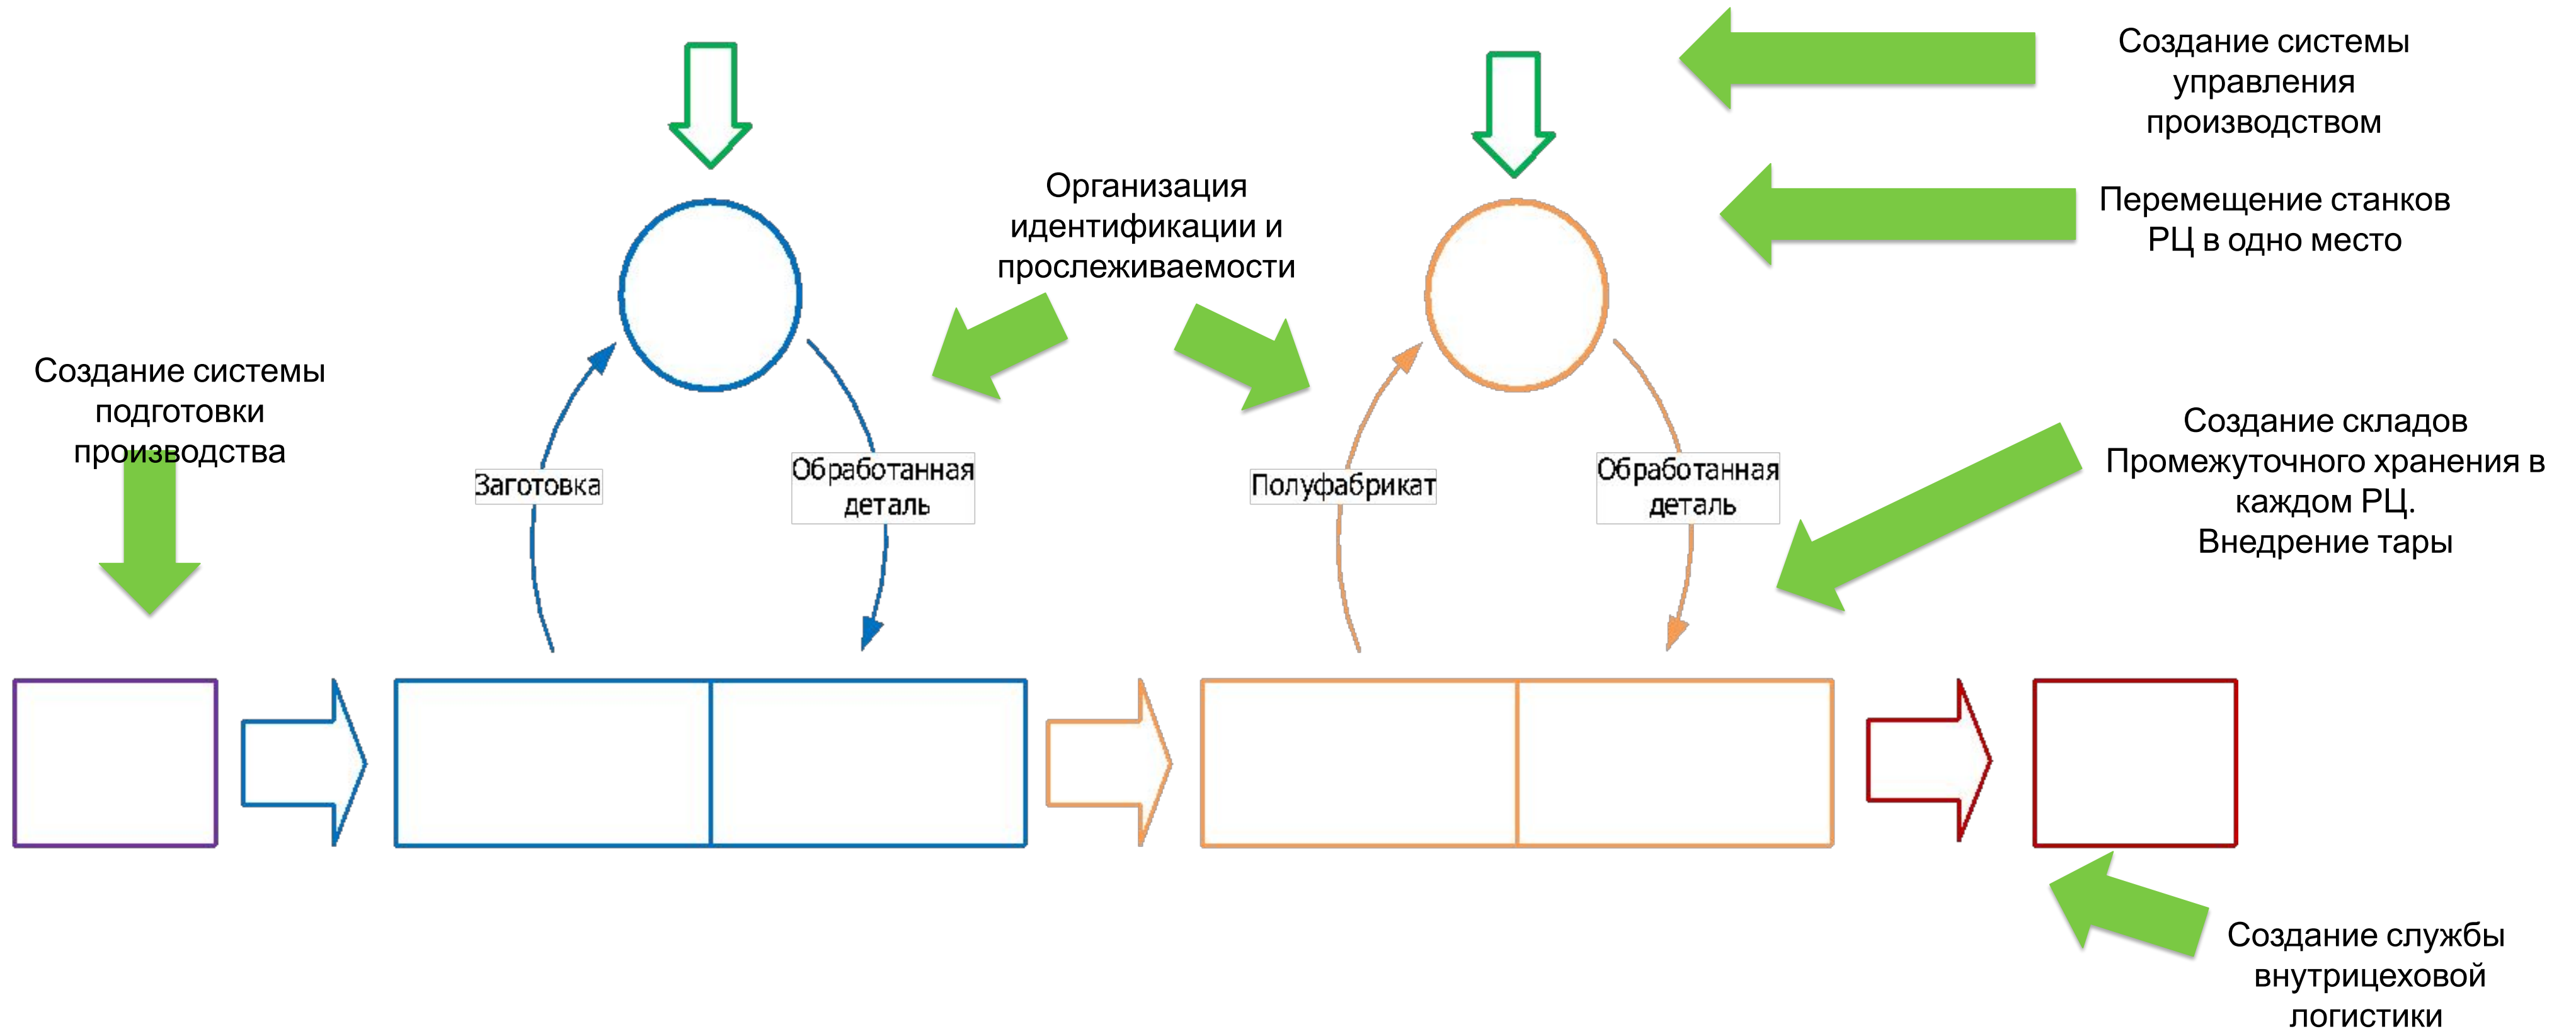 Создание системы
управления
производством
Организация
идентификации и
прослеживаемости
Перемещение станков
РЦ в одно место
Создание системы
подготовки
производства
Заготовка
Обработанная
деталь
Полуфабрикат
Обработанная
деталь
Создание складов
Промежуточного хранения в
каждом РЦ.
Внедрение тары
Создание службы
внутрицеховой
логистики